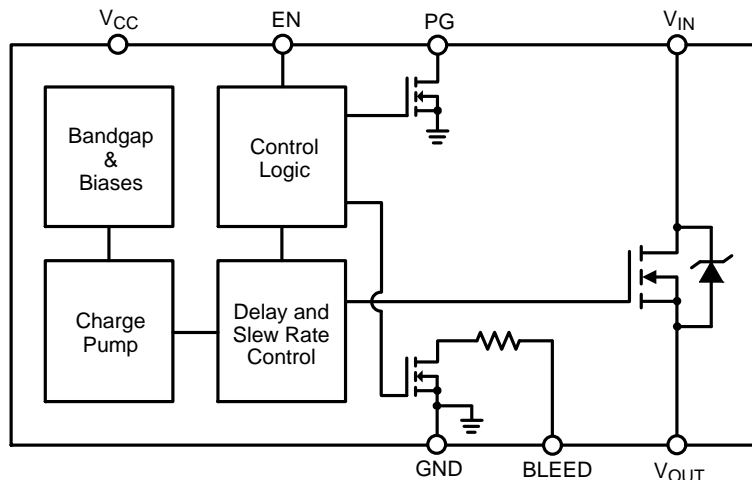 VCC
EN
PG
VIN
Bandgap
&
Biases
Control
Logic
Charge
Pump
Delay and
Slew Rate
Control
GND
BLEED
VOUT